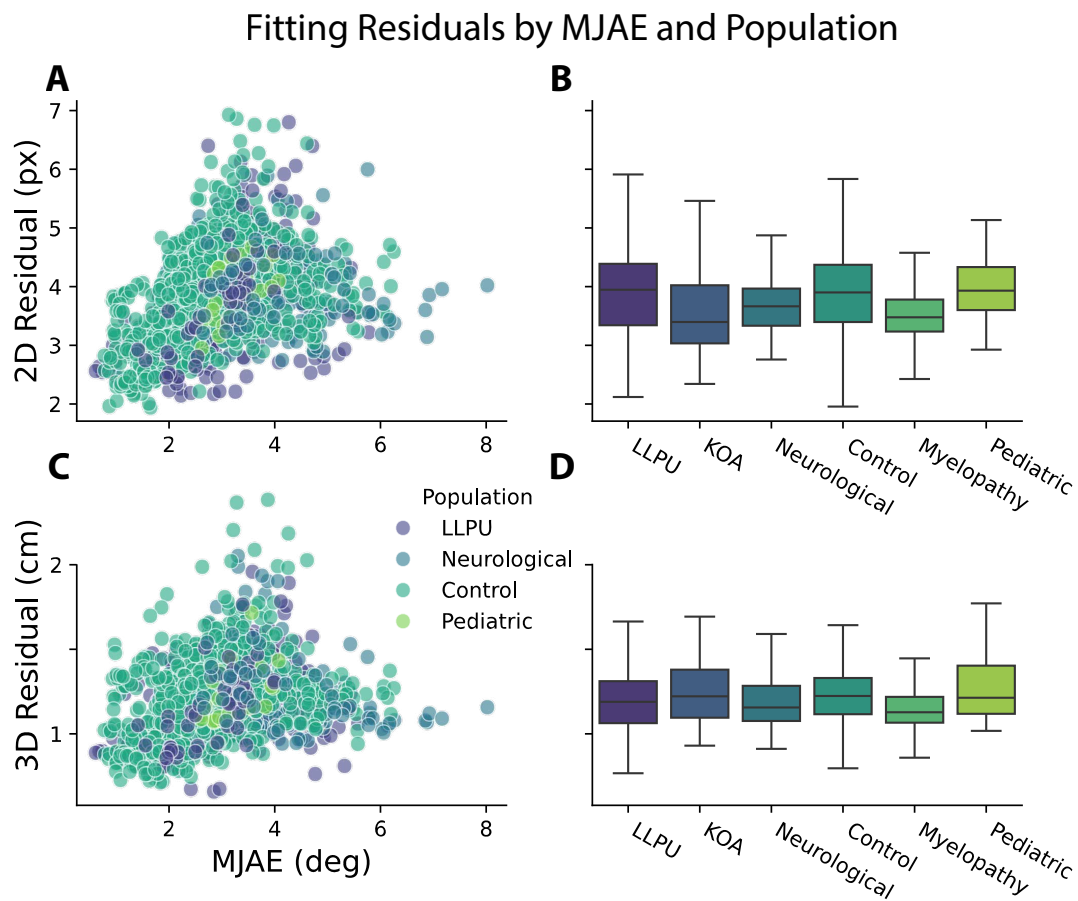 Fitting Residuals by MJAE and Population
A
B
7
6
5
4
3
2
2D Residual (px)
2
4
6
8
LLPU
KOA
Neurological
Control
Myelopathy
Pediatric
C
D
Population
LLPU
Neurological
Control
Pediatric
2
1
3D Residual (cm)
2
4
6
8
MJAE (deg)
LLPU
KOA
Neurological
Control
Myelopathy
Pediatric